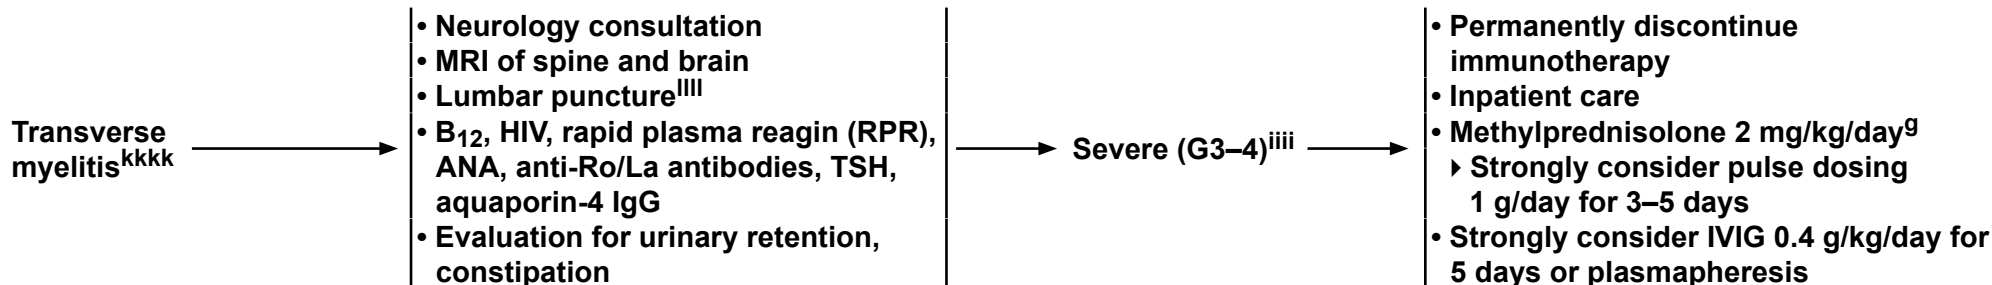 Transverse
myelitiskkkk
• Neurology consultation
• MRI of spine and brain
• Lumbar puncturellll
• B12, HIV, rapid plasma reagin (RPR),
ANA, anti-Ro/La antibodies, TSH,
aquaporin-4 IgG
• Evaluation for urinary retention,
constipation
Severe (G3–4)iiii
• Permanently discontinue
immunotherapy
• Inpatient care
• Methylprednisolone 2 mg/kg/dayg
Strongly consider pulse dosing
1 g/day for 3–5 days
• Strongly consider IVIG 0.4 g/kg/day for
5 days or plasmapheresis